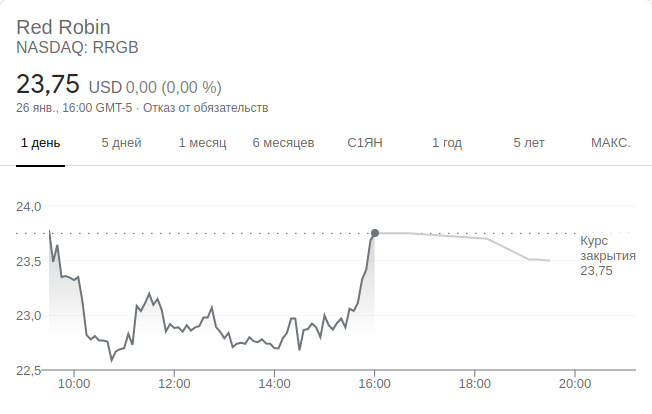 Red Robin
NASDAQ: RRGB
23,75 USD 0,00 (0,00 %)
26 янв., 16:00 GMT-5 · Отказ от обязательств
1 день 5 дней 1 месяц 6 месяцев С1ЯН 1 год 5 лет МАКС.
24,0
Курс
закрытия
23,75
23,5
23,0
22,5
10:00 12:00 14:00 16:00 18:00 20:00